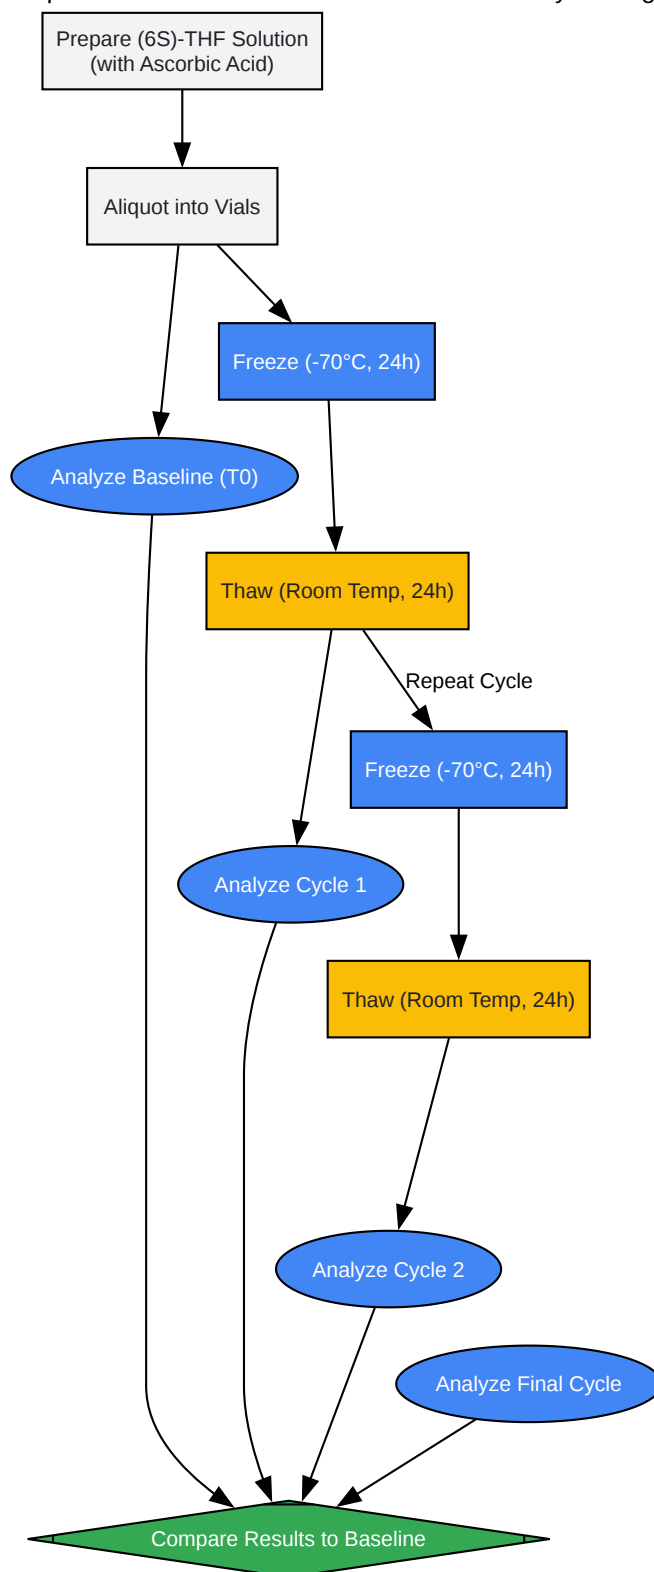 Prepare (6S)-THF Solution
(with Ascorbic Acid)
Aliquot into Vials
Freeze (-70°C, 24h)
Analyze Baseline (T0)
Thaw (Room Temp, 24h)
Repeat Cycle
Freeze (-70°C, 24h)
Analyze Cycle 1
Thaw (Room Temp, 24h)
Analyze Cycle 2
Analyze Final Cycle
Compare Results to Baseline